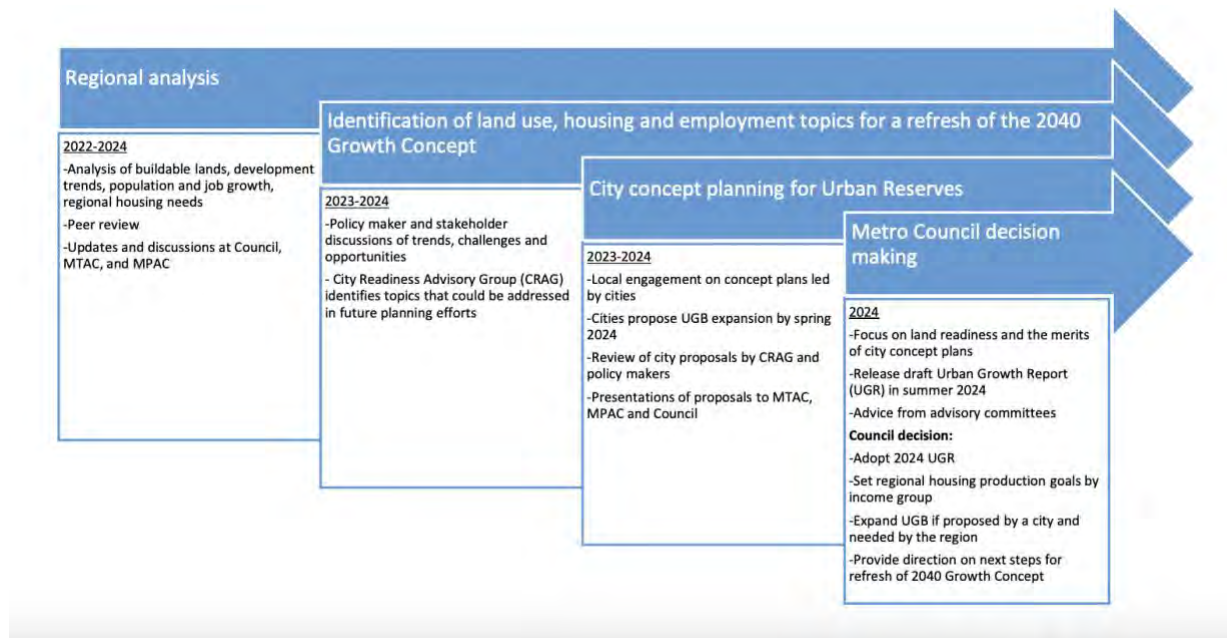 Regional analysis
2022-2024
-Analysis of buildable lands, development
trends, population and job growth,
regional housing needs
-Peer review
-Updates and discussions at Council,
MTAC, and MPAC
Identification of land use, housing and employment topics for a refresh of the 2040
Growth Concept
2023-2024
-Policy maker and stakeholder
discussions of trends, challenges and
opportunities
- City Readiness Advisory Group (CRAG)
identifies topics that could be addressed
in future planning efforts
City concept planning for Urban Reserves
2023-2024
-Local engagement on concept plans led
by cities
-Cities propose UGB expansion by spring
2024
-Review of city proposals by CRAG and
policy makers
-Presentations of proposals to MTAC,
MPAC and Council
Metro Council decision
making
2024
-Focus on land readiness and the merits
of city concept plans
-Release draft Urban Growth Report
(UGR) in summer 2024
-Advice from advisory committees
Council decision:
-Adopt 2024 UGR
-Set regional housing production goals by
income group
-Expand UGB if proposed by a city and
needed by the region
-Provide direction on next steps for
refresh of 2040 Growth Concept